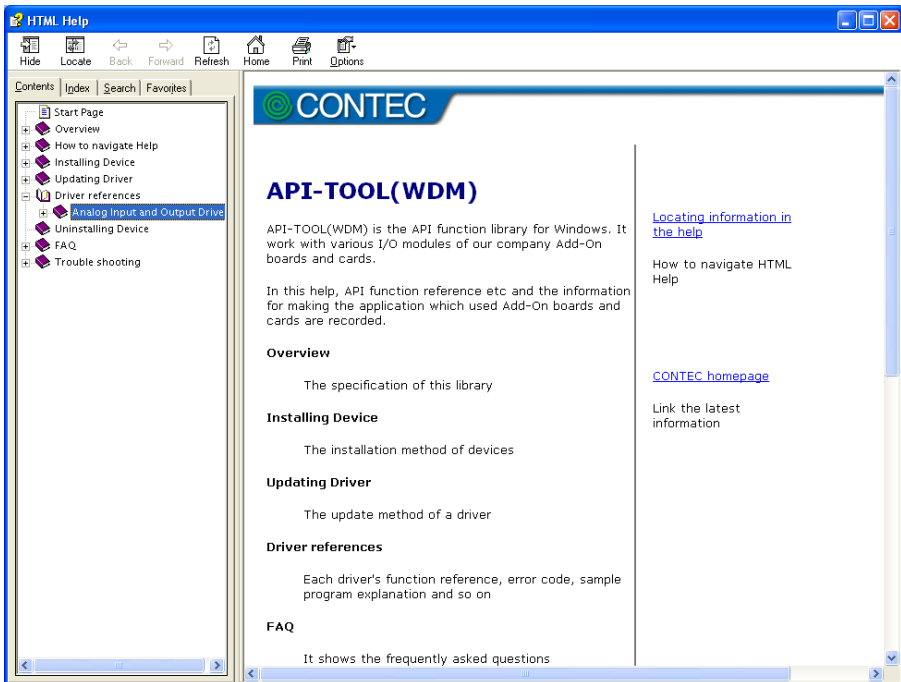 HTML Help
Hide Locate Back Forward Refresh Home Print Options
Contents Index Search Favorites
Start Page
Overview
How to navigate Help
Installing Device
Updating Driver
Driver references
Analog Input and Output Drive
Uninstalling Device
FAQ
Trouble shooting
CONTEC
API-TOOL(WDM)
API-TOOL(WDM) is the API function library for Windows. It
work with various I/O modules of our company Add-On
boards and cards.
In this help, API function reference etc and the information
for making the application which used Add-On boards and
cards are recorded.
Overview
The specification of this library
Installing Device
The installation method of devices
Updating Driver
The update method of a driver
Driver references
Each driver's function reference, error code, sample
program explanation and so on
FAQ
It shows the frequently asked questions
Locating information in
the help
How to navigate HTML
Help
CONTEC homepage
Link the latest
information